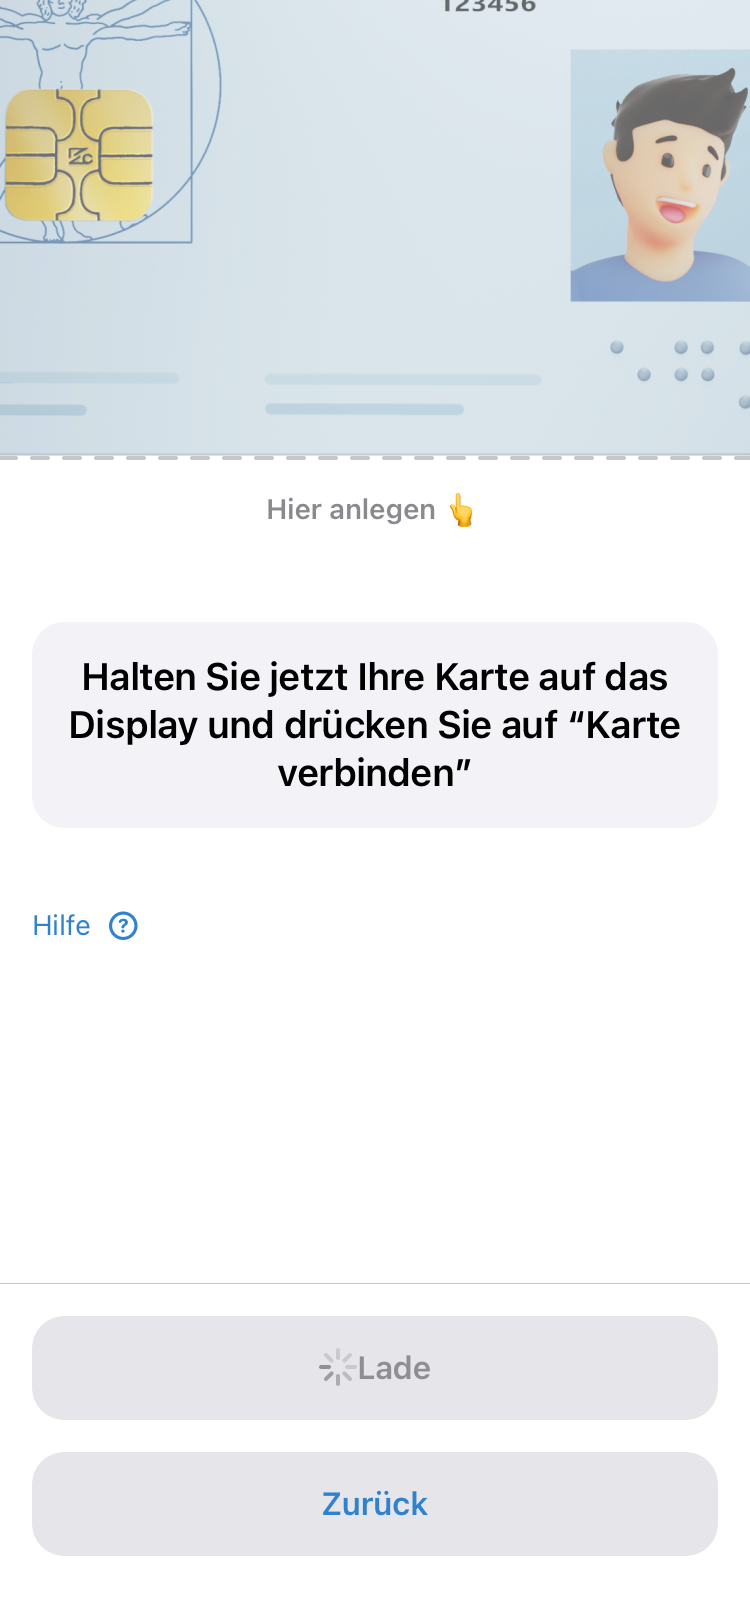 123456
Hier anlegen 👆
Halten Sie jetzt Ihre Karte auf das
Display und drücken Sie auf “Karte
verbinden”
Hilfe ?
Lade
Zurück